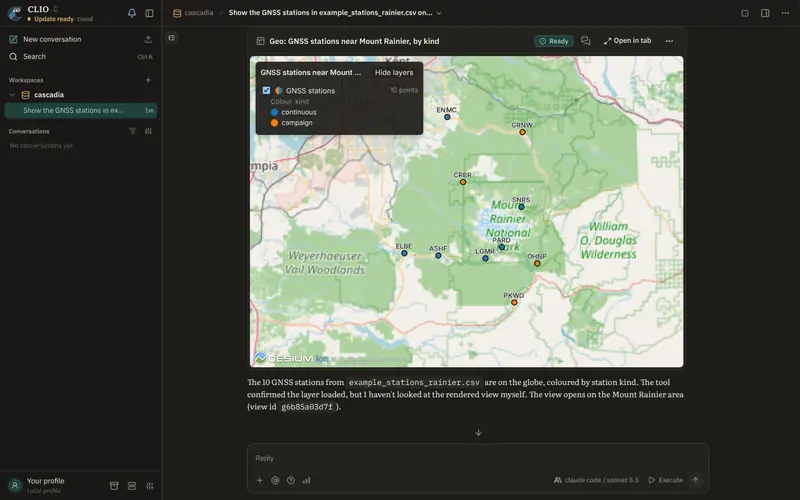 CLIO
Update ready cloud
New conversation
Search
Ctrl K
Workspaces
cascadia
Show the GNSS stations in ex...
1m
Conversations
No conversations yet
Your profile
Local profile
cascadia
Show the GNSS stations in example_stations_rainier.csv on...
Geo: GNSS stations near Mount Rainier, by kind
Ready
Open in tab
GNSS stations near Mount ...
Hide layers
GNSS stations
10 points
Colour: kind
continuous
campaign
ENMC
GRNW
mpia
CRBR
SNRS
Mount
Rainier
National
Park
PARD
William
O. Douglas
Wilderness
ELBE
ASHF
LGMR
OHNP
Weyerhaeuser
Vail Woodlands
PKWD
CESIUM ion
The 10 GNSS stations from example_stations_rainier.csv are on the globe, coloured by station kind. The tool
confirmed the layer loaded, but I haven't looked at the rendered view myself. The view opens on the Mount Rainier area
(view id g6b85a03d7f ).
Reply
claude code / sonnet 5.5
Execute